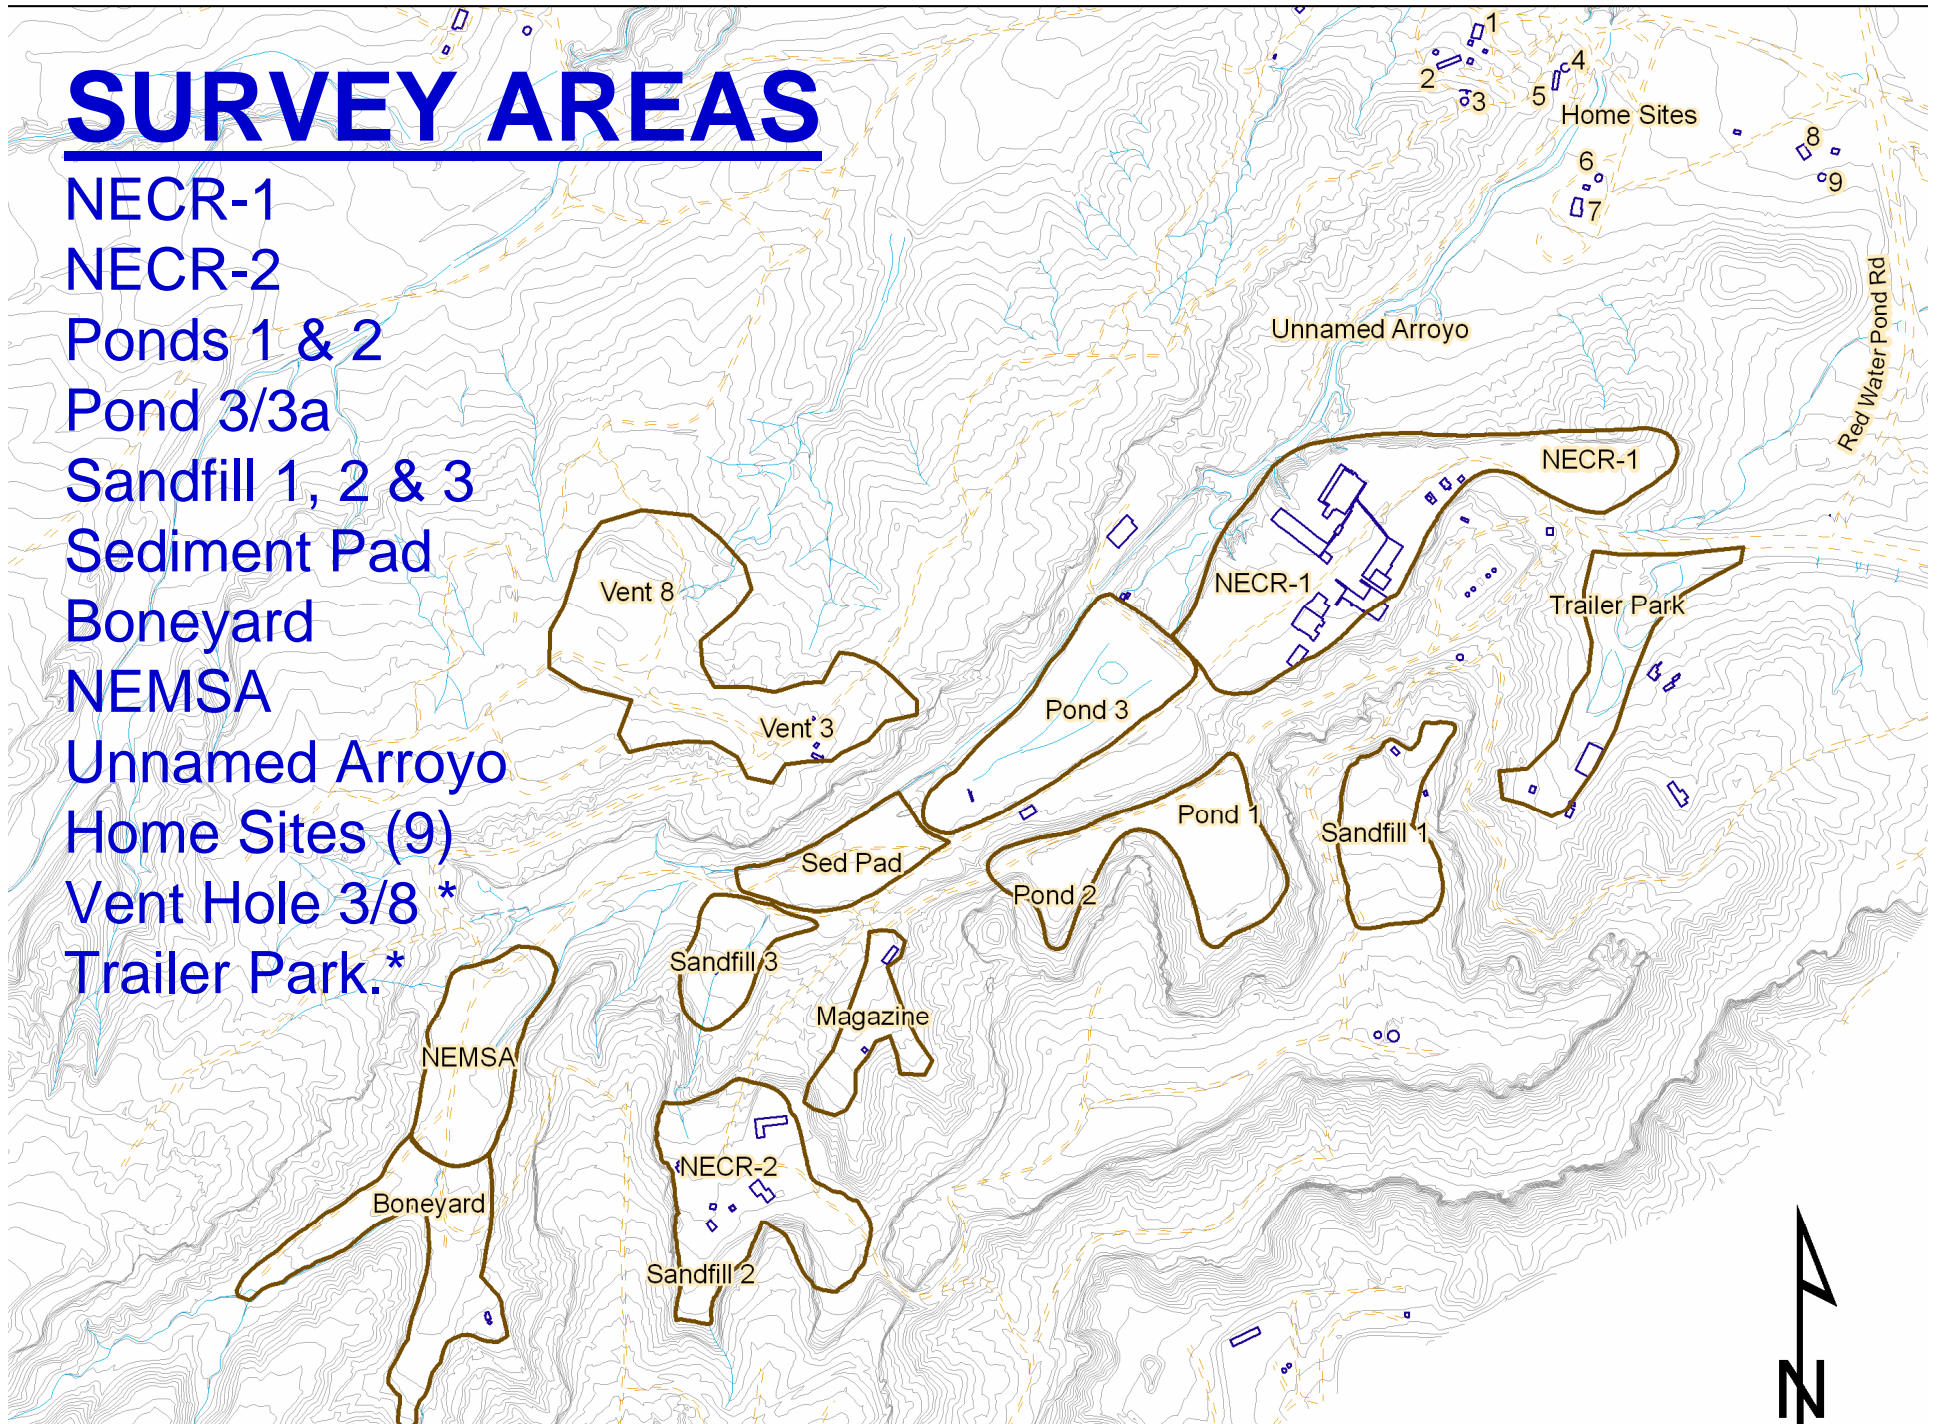 SURVEY AREAS
NECR-1
NECR-2
Ponds 1 & 2
Pond 3/3a
Sandfill 1, 2 & 3
Sediment Pad
Boneyard
NEMSA
Unnamed Arroyo
Home Sites (9)
Vent Hole 3/8 *
Trailer Park.*
1
2
3
4
5
Home Sites
6
7
8
9
Unnamed Arroyo
Red Water Pond Rd
NECR-1
NECR-1
Trailer Park
Vent 8
Vent 3
Pond 3
Pond 1
Sandfill 1
Sed Pad
Pond 2
Sandfill 3
Magazine
NEMSA
NECR-2
Boneyard
Sandfill 2
N